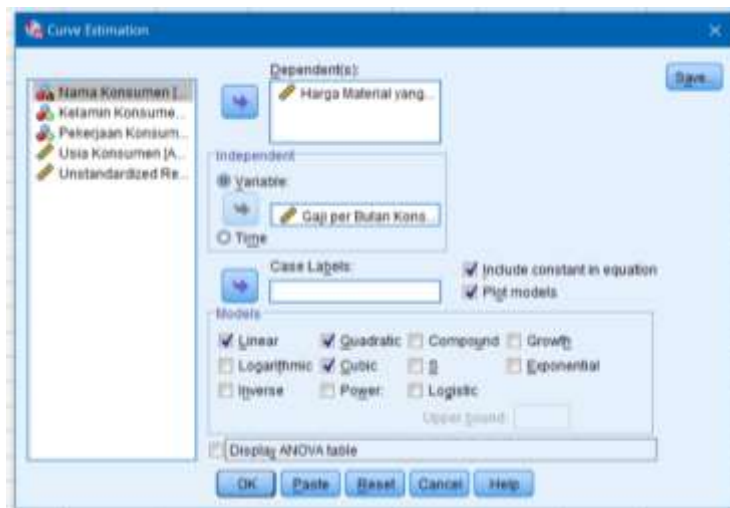 Curve Estimation
Dependent(s):
Harga Material yang...
Save...
Nama Konsumen [...
Kelamin Konsume...
Pekerjaan Konsum...
Usia Konsumen [A...
Unstandardized Re...
Independent
Variable:
Gaji per Bulan Kons...
Time
Case Labels:
Include constant in equation
Plot models
Models
Linear Quadratic Compound Growth
Logarithmic Cubic S Exponential
Inverse Power: Logistic
Upper bound:
Display ANOVA table
OK Paste Reset Cancel Help